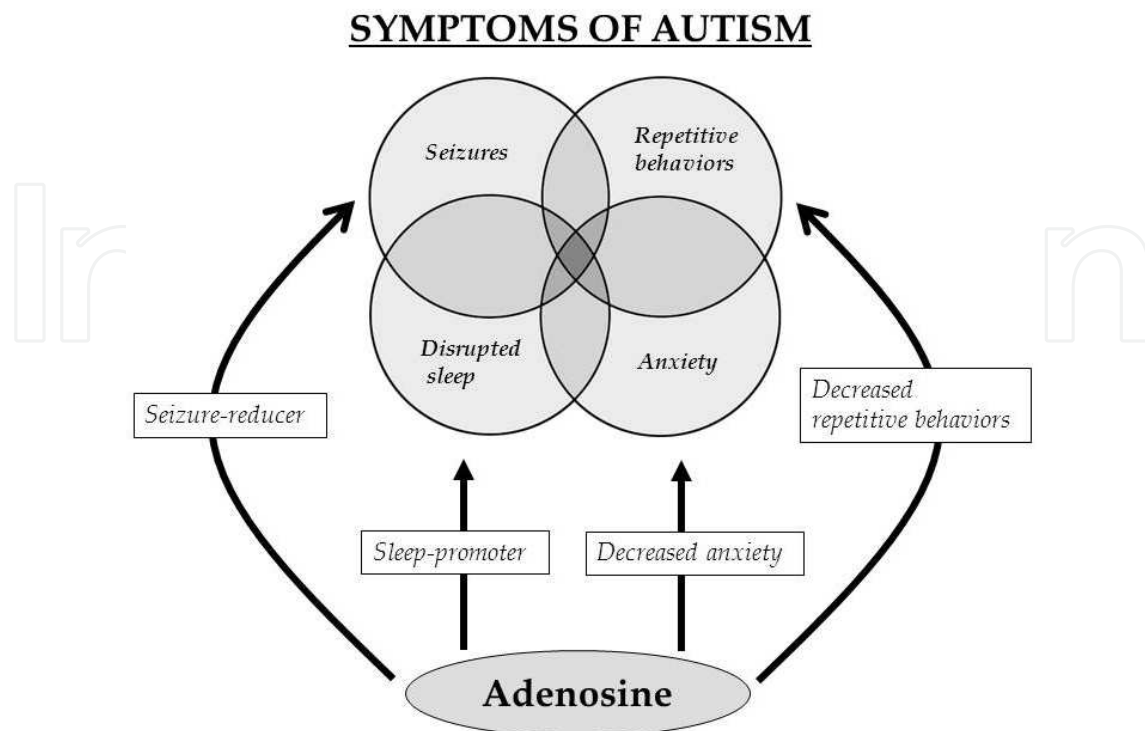 SYMPTOMS OF AUTISM
Seizures
Repetitive
behaviors
Disrupted
sleep
Anxiety
Seizure-reducer
Decreased
repetitive behaviors
Sleep-promoter
Decreased anxiety
Adenosine